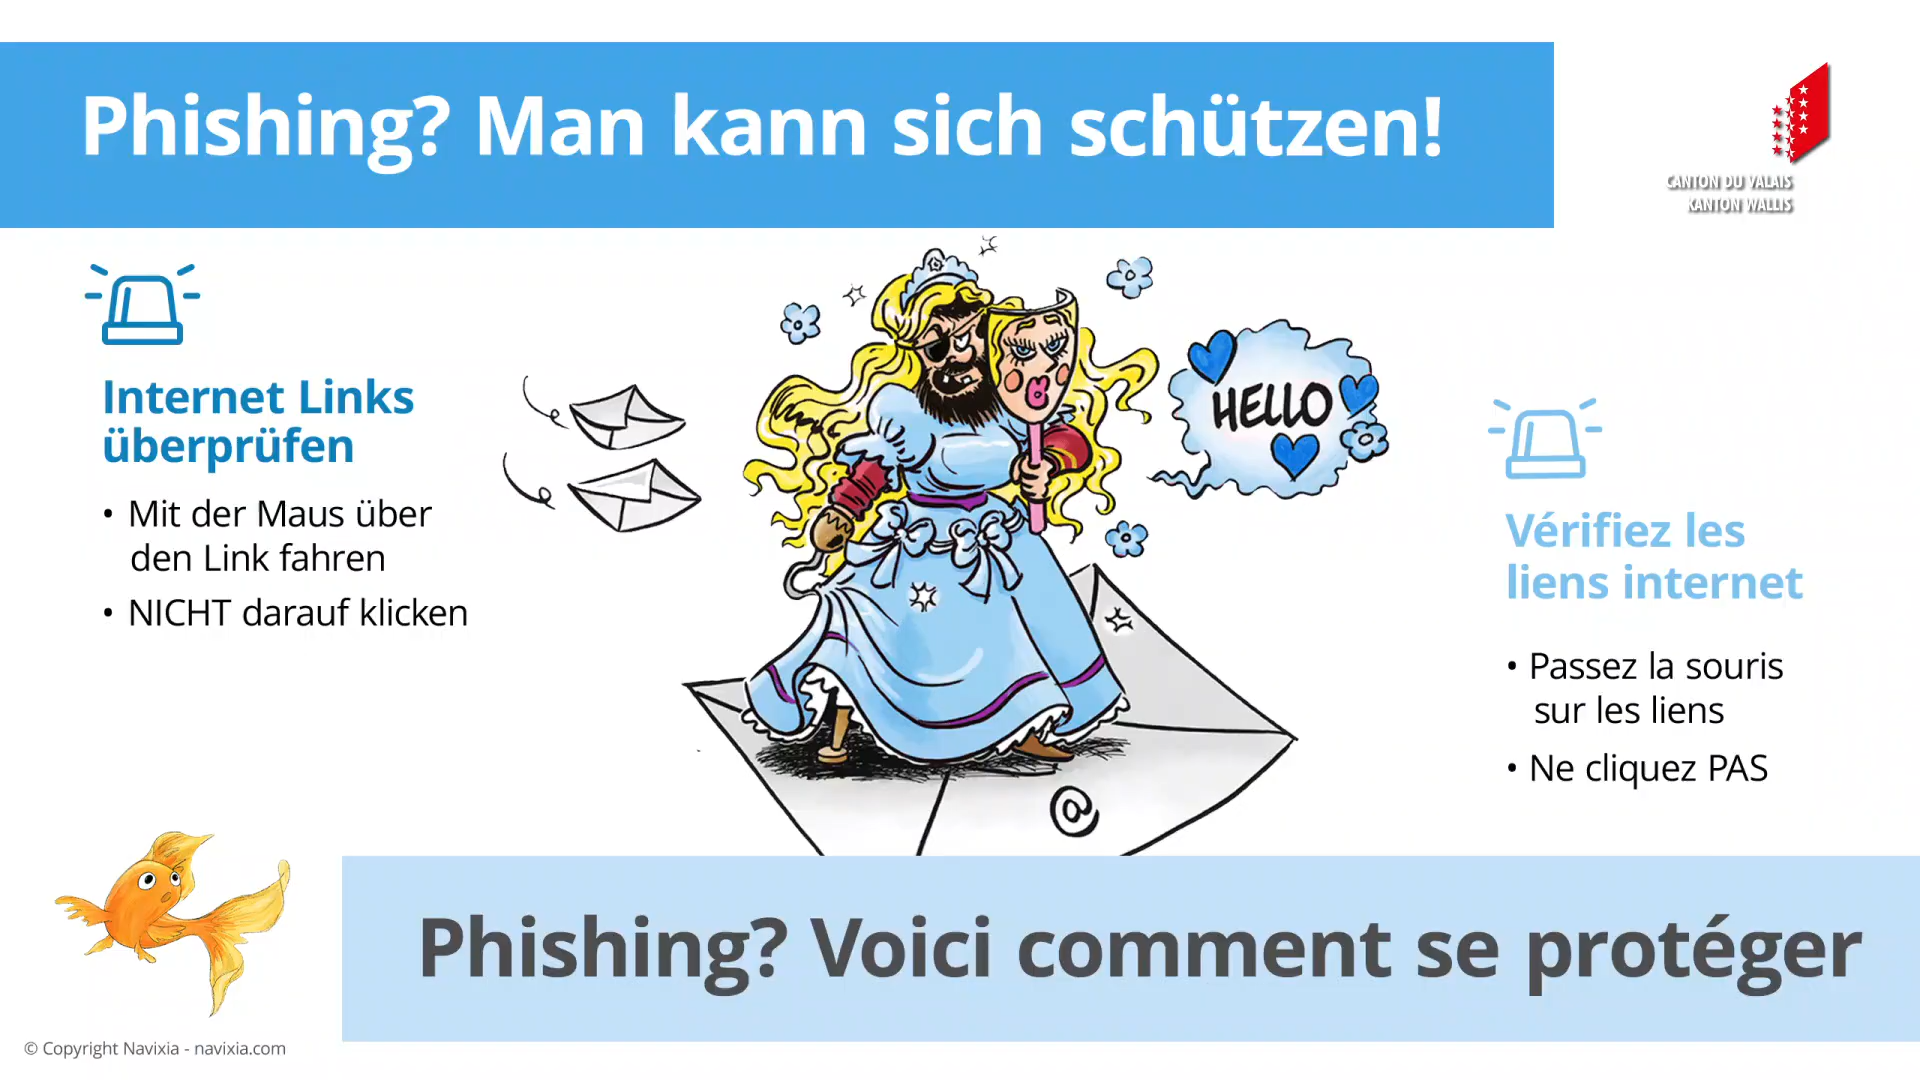 Phishing? Man kann sich schützen!
CANTON DU VALAIS
KANTON WALLIS
Internet Links
überprüfen
• Mit der Maus über
den Link fahren
• NICHT darauf klicken
HELLO
Vérifiez les
liens internet
• Passez la souris
sur les liens
• Ne cliquez PAS
@
Phishing? Voici comment se protéger
© Copyright Navixia - navixia.com